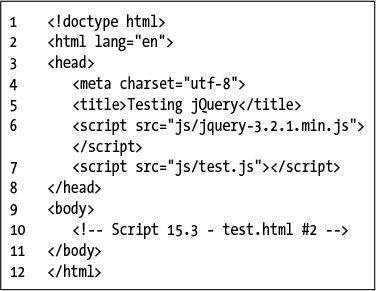 1 <!doctype html>
2 <html lang="en">
3 <head>
4 <meta charset="utf-8">
5 <title>Testing jQuery</title>
6 <script src="js/jquery-3.2.1.min.js">
</script>
7 <script src="js/test.js"></script>
8 </head>
9 <body>
10 <!-- Script 15.3 - test.html #2 -->
11 </body>
12 </html>